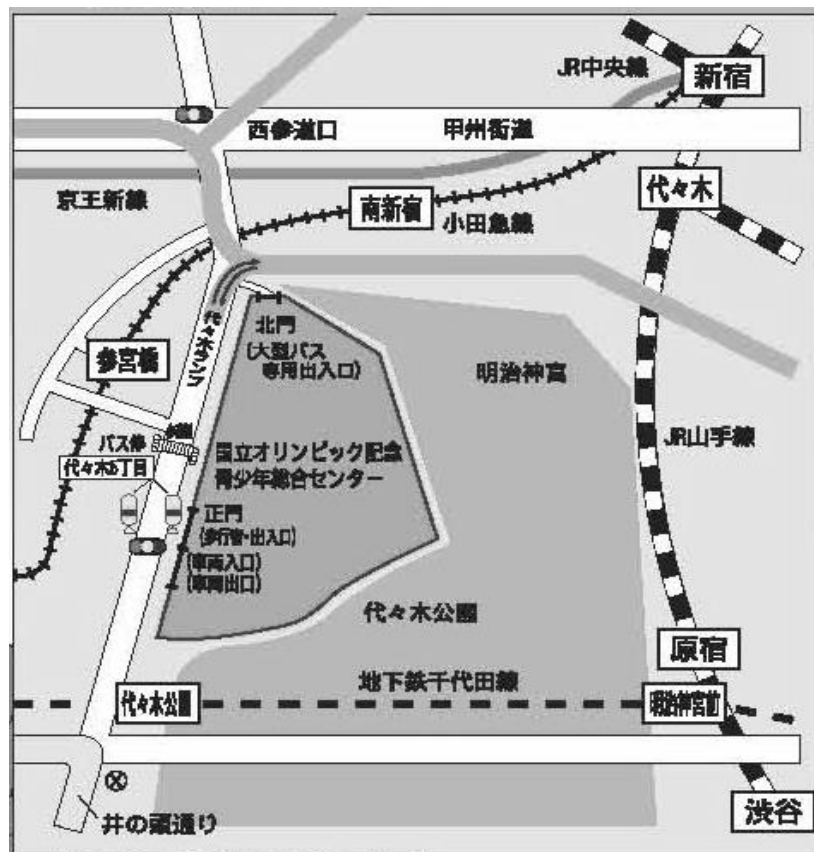 JR中央線
新宿
西参道口
甲州街道
代々木
京王新線
南新宿
小田急線
代々木ランプ
北門
(大型バス
専用出入口)
参宮橋
明治神宮
JR山手線
バス停
代々木5丁目
国立オリンピック記念
青少年総合センター
正門
(歩行者・出入口)
(車両入口)
(車両出口)
代々木公園
原宿
地下鉄千代田線
代々木公園
明治神宮前
井の頭通り
渋谷